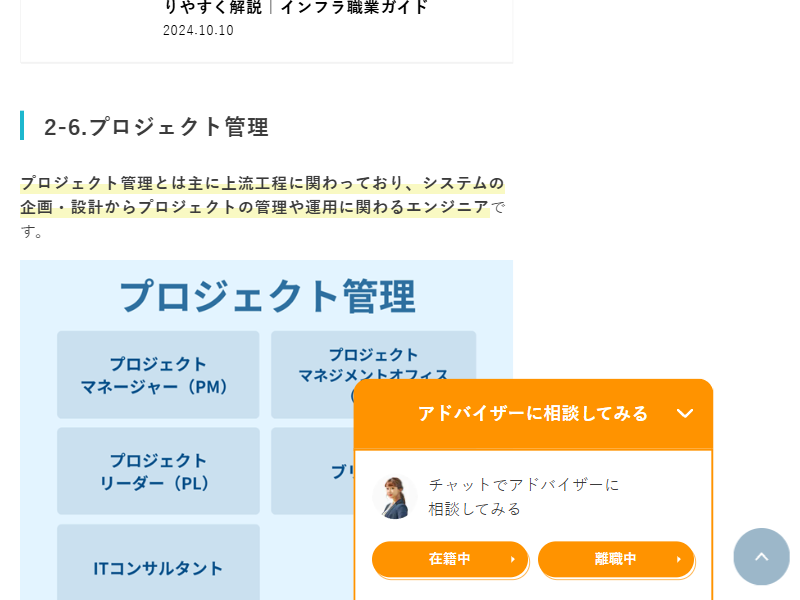 りやすく解説｜インフラ職業ガイド
2024.10.10
2-6.プロジェクト管理
プロジェクト管理とは主に上流工程に関わっており、システムの
企画・設計からプロジェクトの管理や運用に関わるエンジニアで
す。
プロジェクト管理
プロジェクト
マネージャー（PM）
プロジェクト
マネジメントオフィス
プロジェクト
リーダー（PL）
ITコンサルタント
アドバイザーに相談してみる
チャットでアドバイザーに
相談してみる
在籍中
離職中